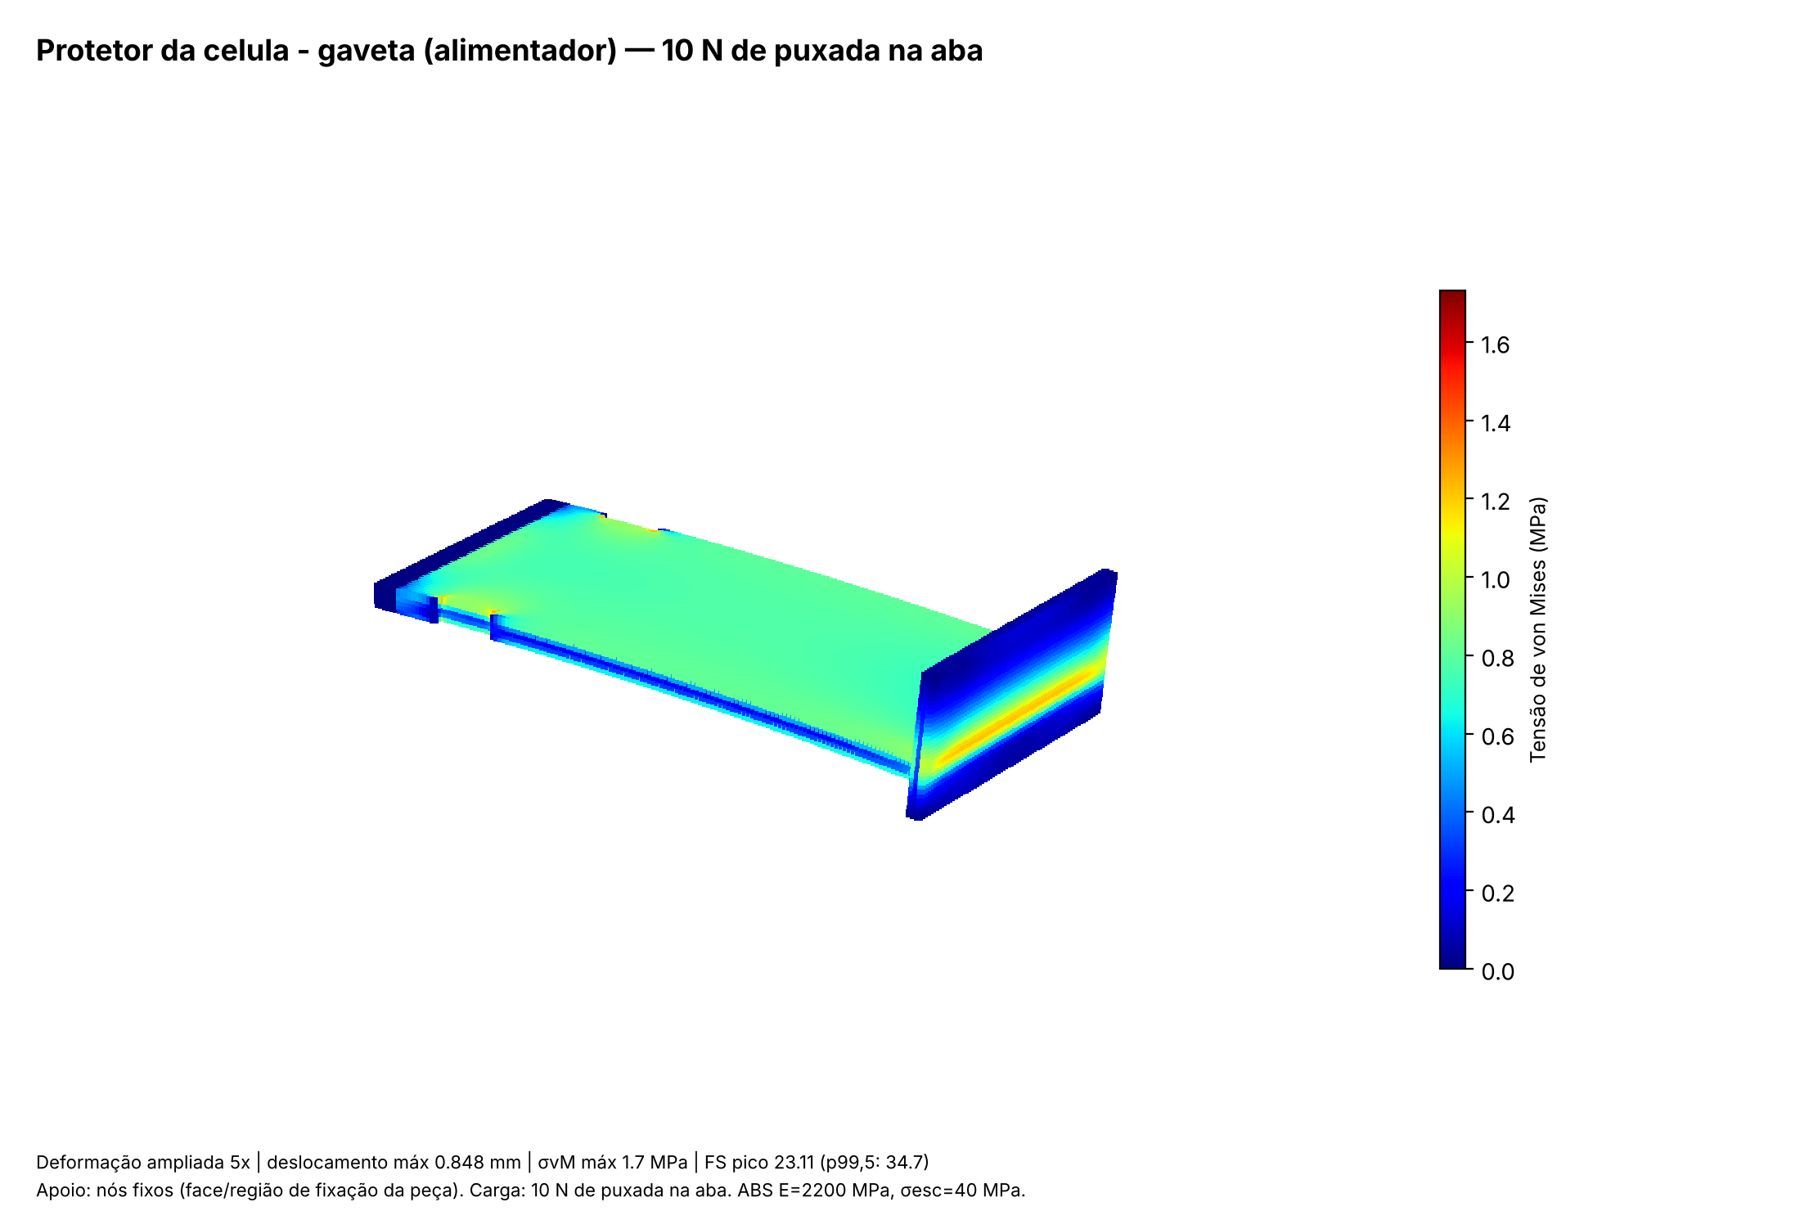 Protetor da celula - gaveta (alimentador) — 10 N de puxada na aba
1.6
1.4
1.2
1.0
0.8
0.6
0.4
0.2
0.0
Tensão de von Mises (MPa)
Deformação ampliada 5x | deslocamento máx 0.848 mm | σvM máx 1.7 MPa | FS pico 23.11 (p99,5: 34.7)
Apoio: nós fixos (face/região de fixação da peça). Carga: 10 N de puxada na aba. ABS E=2200 MPa, σesc=40 MPa.